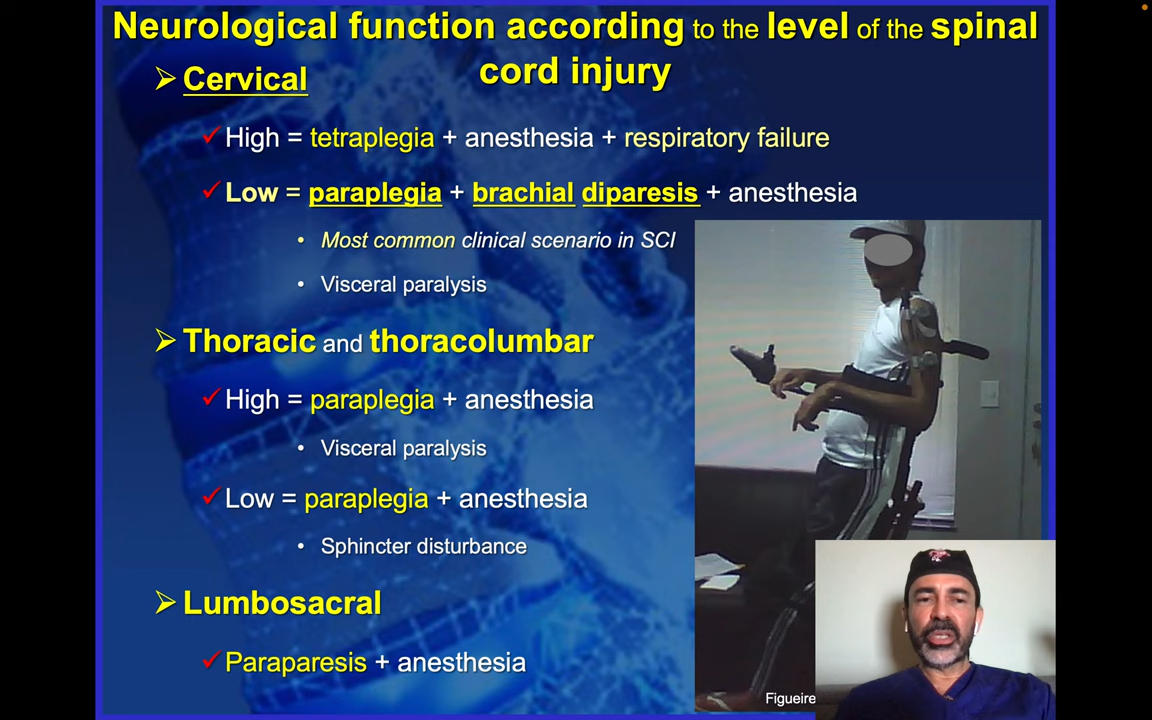 Neurological function according to the level of the spinal
cord injury
Cervical
High = tetraplegia + anesthesia + respiratory failure
Low = paraplegia + brachial diparesis + anesthesia
Most common clinical scenario in SCI
Visceral paralysis
Thoracic and thoracolumbar
High = paraplegia + anesthesia
Visceral paralysis
Low = paraplegia + anesthesia
Sphincter disturbance
Lumbosacral
Paraparesis + anesthesia
Figueire